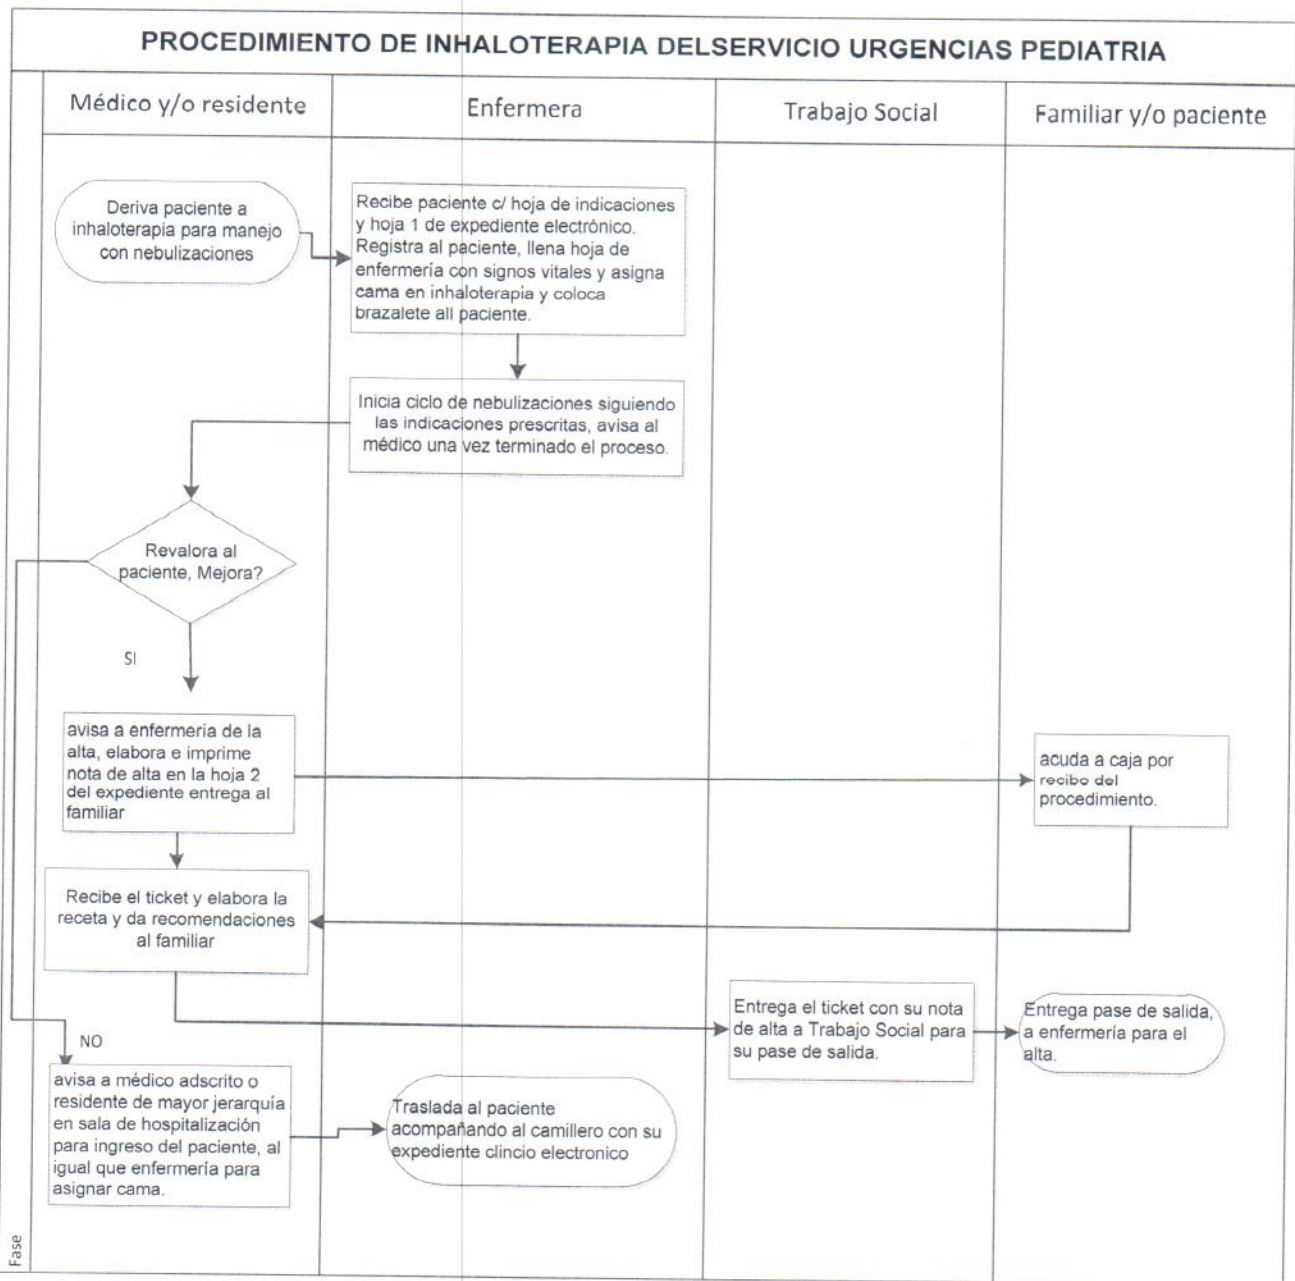 PROCEDIMIENTO DE INHALOTERAPIA DELSERVICIO URGENCIAS PEDIATRIA
Médico y/o residente
Enfermera
Trabajo Social
Familiar y/o paciente
Deriva paciente a
inhaloterapia para manejo
con nebulizaciones
Recibe paciente c/ hoja de indicaciones
y hoja 1 de expediente electrónico.
Registra al paciente, llena hoja de
enfermería con signos vitales y asigna
cama en inhaloterapia y coloca
brazalete all paciente.
Inicia ciclo de nebulizaciones siguiendo
las indicaciones prescritas, avisa al
médico una vez terminado el proceso.
Revalora al
paciente, Mejora?
SI
avisa a enfermería de la
alta, elabora e imprime
nota de alta en la hoja 2
del expediente entrega al
familiar
acuda a caja por
recibo del
procedimiento.
Recibe el ticket y elabora la
receta y da recomendaciones
al familiar
Entrega el ticket con su nota
de alta a Trabajo Social para
su pase de salida.
Entrega pase de salida,
a enfermería para el
alta.
NO
avisa a médico adscrito o
residente de mayor jerarquía
en sala de hospitalización
para ingreso del paciente, al
igual que enfermería para
asignar cama.
Traslada al paciente
acompañando al camillero con su
expediente clincio electronico
Fase